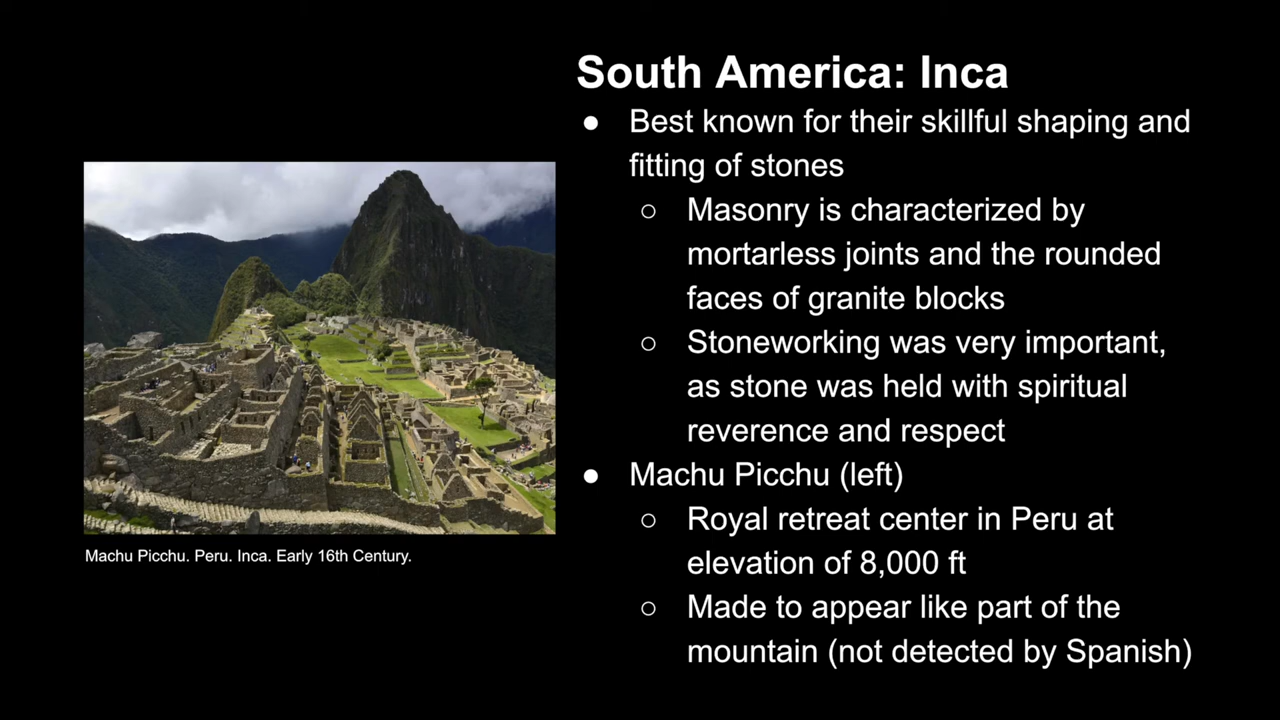 South America: Inca
● Best known for their skillful shaping and
fitting of stones
○ Masonry is characterized by
mortarless joints and the rounded
faces of granite blocks
○ Stoneworking was very important,
as stone was held with spiritual
reverence and respect
● Machu Picchu (left)
○ Royal retreat center in Peru at
elevation of 8,000 ft
○ Made to appear like part of the
mountain (not detected by Spanish)
Machu Picchu. Peru. Inca. Early 16th Century.